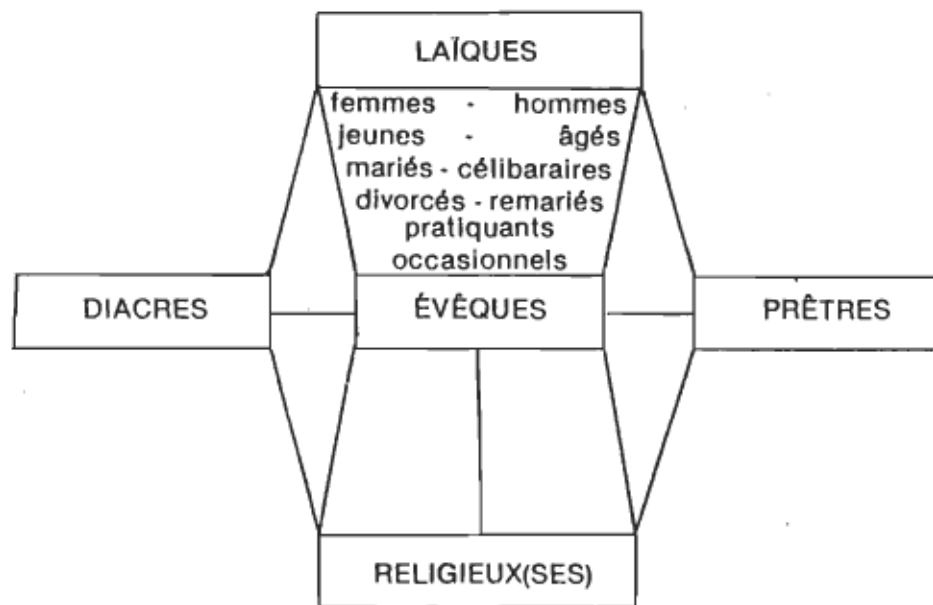 LAÏQUES
femmes - hommes
jeunes - âgés
mariés - célibaraires
divorcés - remariés
pratiquants
occasionnels
DIACRES ÉVÊQUES PRÊTRES
RELIGIEUX(SES)